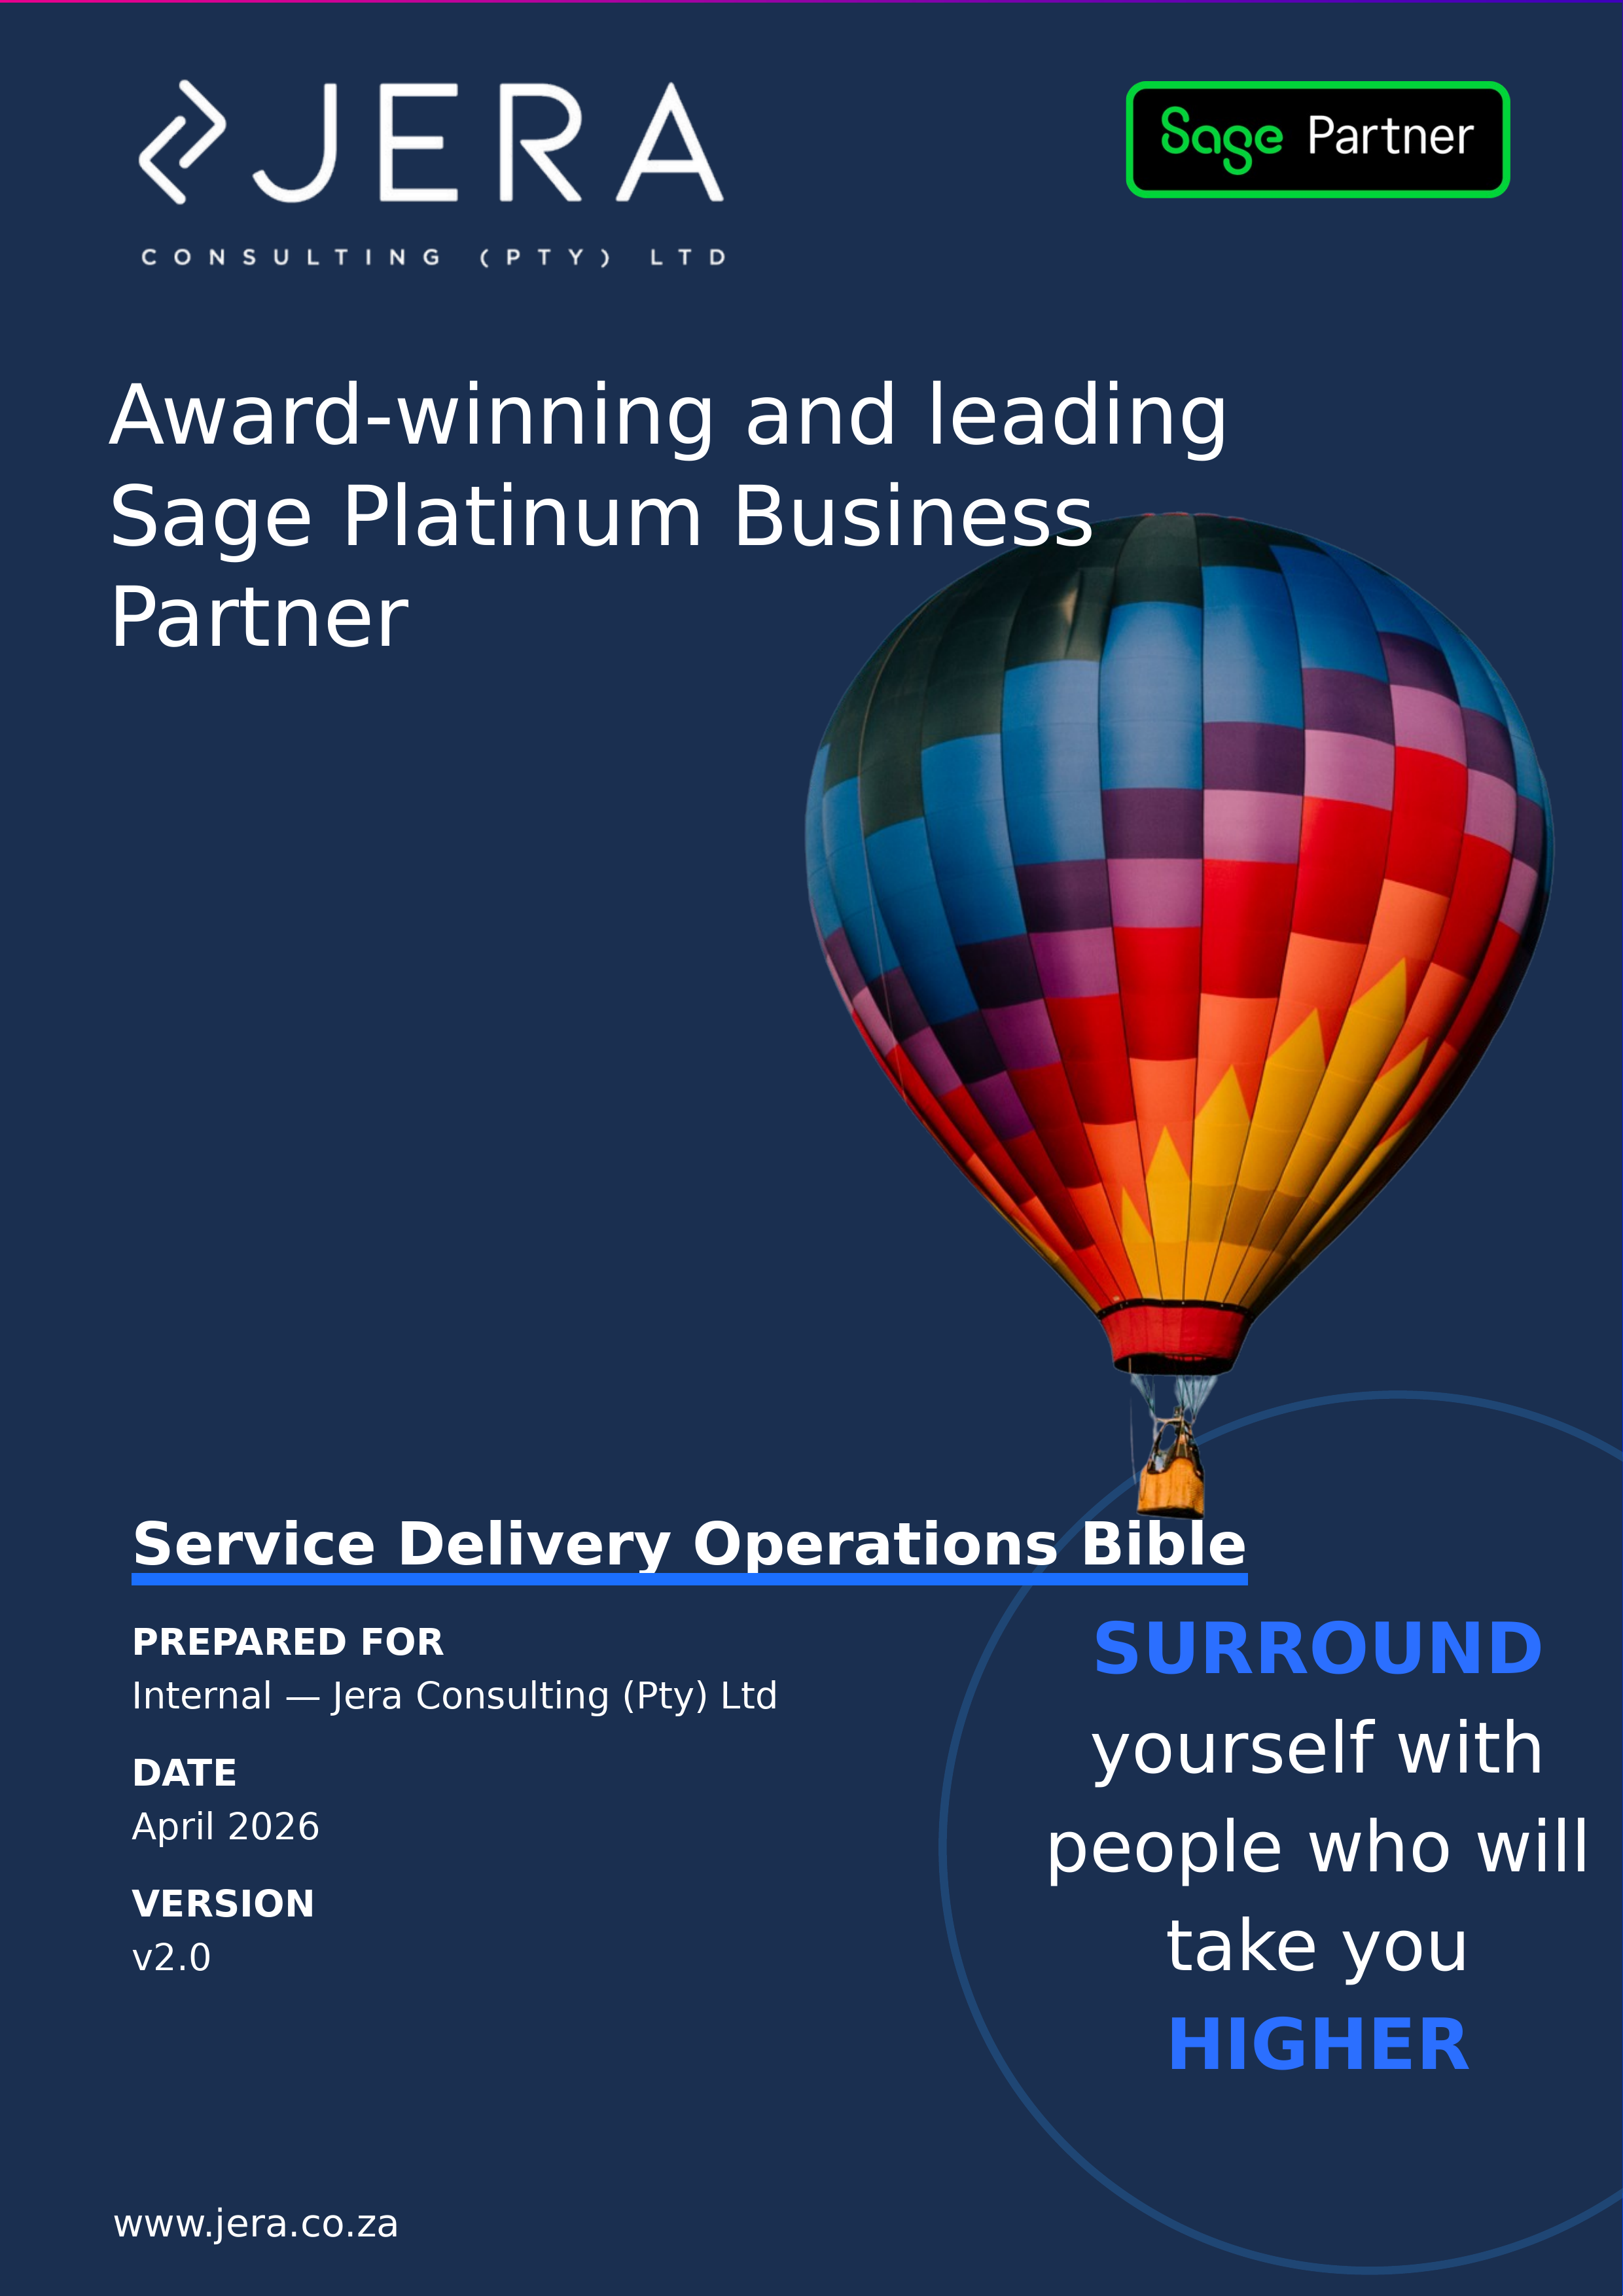 JERA
CONSULTING (PTY) LTD
Sage Partner
Award-winning and leading
Sage Platinum Business
Partner
Service Delivery Operations Bible
PREPARED FOR
Internal — Jera Consulting (Pty) Ltd
DATE
April 2026
VERSION
v2.0
SURROUND
yourself with
people who will
take you
HIGHER
www.jera.co.za